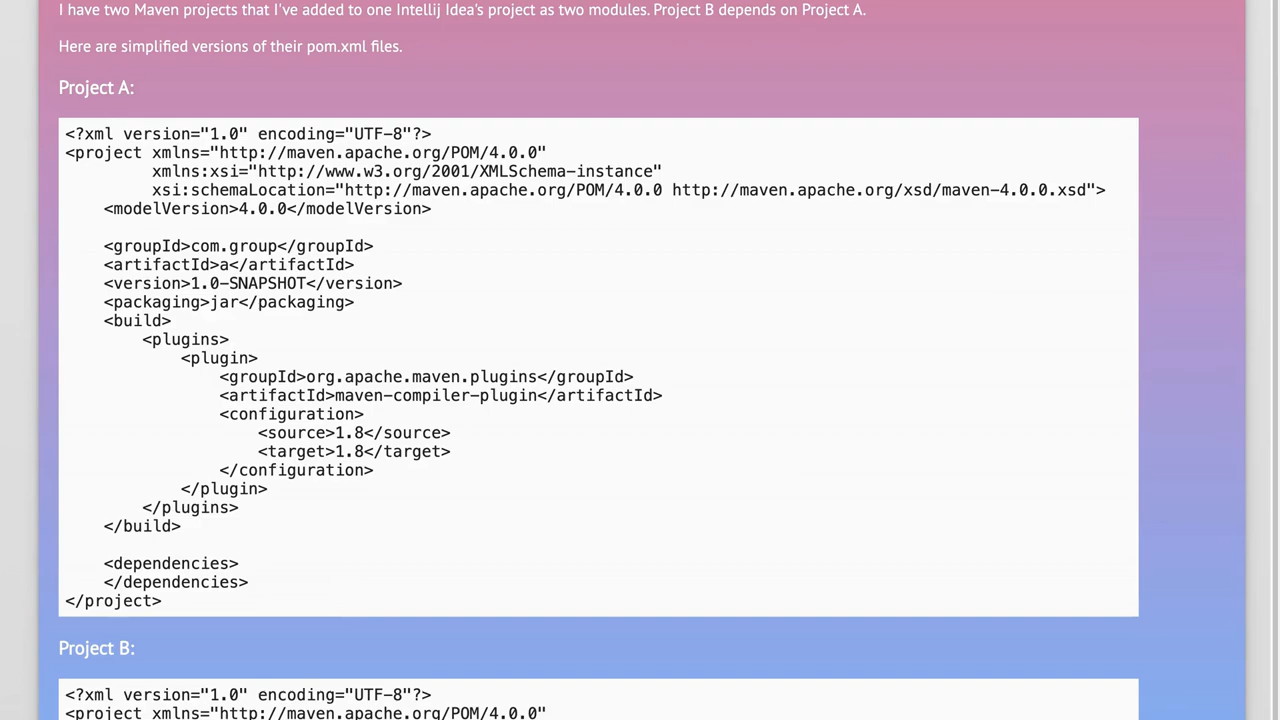 I have two Maven projects that I've added to one Intellij Idea's project as two modules. Project B depends on Project A.
Here are simplified versions of their pom.xml files.
Project A:
<?xml version="1.0" encoding="UTF-8"?>
<project xmlns="http://maven.apache.org/POM/4.0.0"
         xmlns:xsi="http://www.w3.org/2001/XMLSchema-instance"
         xsi:schemaLocation="http://maven.apache.org/POM/4.0.0 http://maven.apache.org/xsd/maven-4.0.0.xsd">
    <modelVersion>4.0.0</modelVersion>
    <groupId>com.group</groupId>
    <artifactId>a</artifactId>
    <version>1.0-SNAPSHOT</version>
    <packaging>jar</packaging>
    <build>
        <plugins>
            <plugin>
                <groupId>org.apache.maven.plugins</groupId>
                <artifactId>maven-compiler-plugin</artifactId>
                <configuration>
                    <source>1.8</source>
                    <target>1.8</target>
                </configuration>
            </plugin>
        </plugins>
    </build>
    <dependencies>
    </dependencies>
</project>
Project B:
<?xml version="1.0" encoding="UTF-8"?>
<project xmlns="http://maven.apache.org/POM/4.0.0"